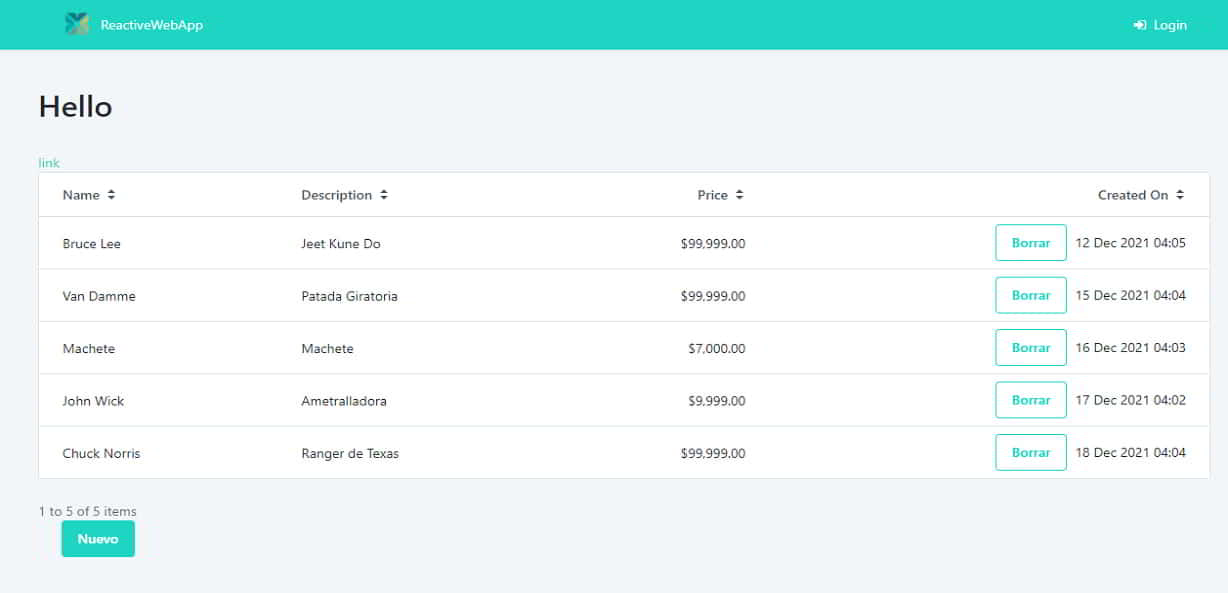 ReactiveWebApp Login
Hello
link
Name Description Price Created On
Bruce Lee Jeet Kune Do $99,999.00 Borrar 12 Dec 2021 04:05
Van Damme Patada Giratoria $99,999.00 Borrar 15 Dec 2021 04:04
Machete Machete $7,000.00 Borrar 16 Dec 2021 04:03
John Wick Ametralladora $9,999.00 Borrar 17 Dec 2021 04:02
Chuck Norris Ranger de Texas $99,999.00 Borrar 18 Dec 2021 04:04
1 to 5 of 5 items
Nuevo